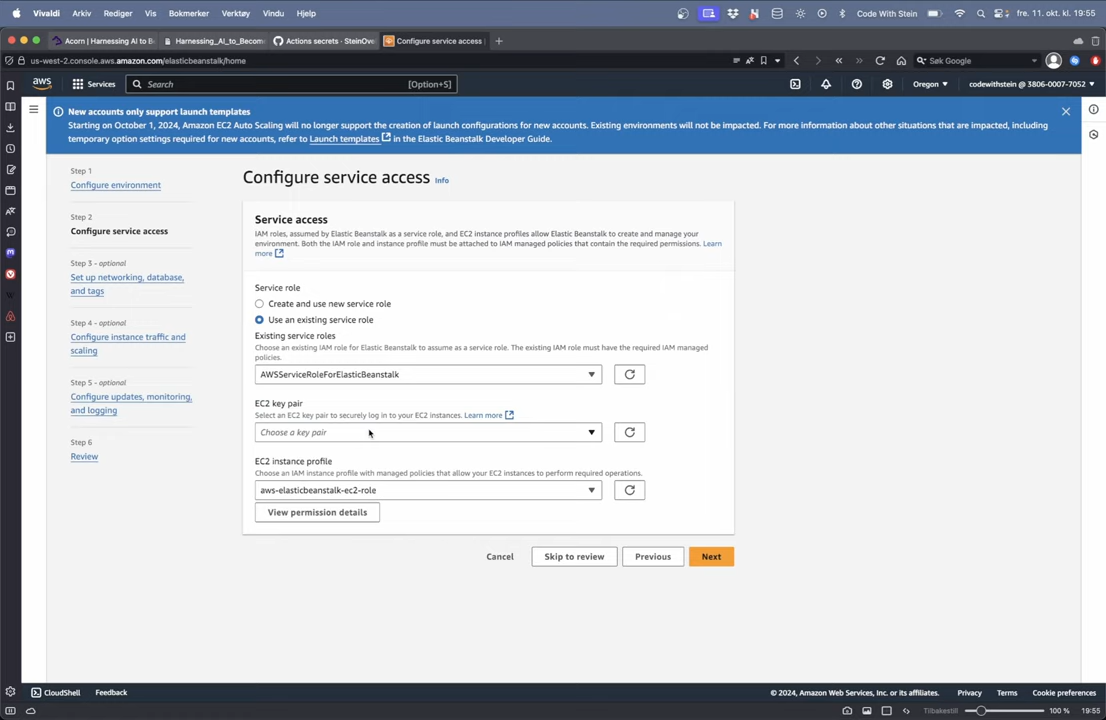 Vivaldi Arkiv Rediger Vis Bokmerker Verktøy Vindu Hjelp Code With Stein fre. 11. okt. kl. 19:55
Acorn | Harnessing AI to B Harnessing_AI_to_Becom Actions secrets · SteinOve Configure service access |
us-west-2.console.aws.amazon.com/elasticbeanstalk/home Søk Google
aws Services Search [Option+S] Oregon codewithstein @ 3806-0007-7052
New accounts only support launch templates
Starting on October 1, 2024, Amazon EC2 Auto Scaling will no longer support the creation of launch configurations for new accounts. Existing environments will not be impacted. For more information about other situations that are impacted, including
temporary option settings required for new accounts, refer to Launch templates in the Elastic Beanstalk Developer Guide.
Step 1
Configure environment
Step 2
Configure service access
Step 3 - optional
Set up networking, database,
and tags
Step 4 - optional
Configure instance traffic and
scaling
Step 5 - optional
Configure updates, monitoring,
and logging
Step 6
Review
Configure service access Info
Service access
IAM roles, assumed by Elastic Beanstalk as a service role, and EC2 instance profiles allow Elastic Beanstalk to create and manage your
environment. Both the IAM role and instance profile must be attached to IAM managed policies that contain the required permissions. Learn
more
Service role
Create and use new service role
Use an existing service role
Existing service roles
Choose an existing IAM role for Elastic Beanstalk to assume as a service role. The existing IAM role must have the required IAM managed
policies.
AWSServiceRoleForElasticBeanstalk
EC2 key pair
Select an EC2 key pair to securely log in to your EC2 instances. Learn more
Choose a key pair
EC2 instance profile
Choose an IAM instance profile with managed policies that allow your EC2 instances to perform required operations.
aws-elasticbeanstalk-ec2-role
View permission details
Cancel Skip to review Previous Next
CloudShell Feedback © 2024, Amazon Web Services, Inc. or its affiliates. Privacy Terms Cookie preferences
Tilbakestill 100 % 19:55